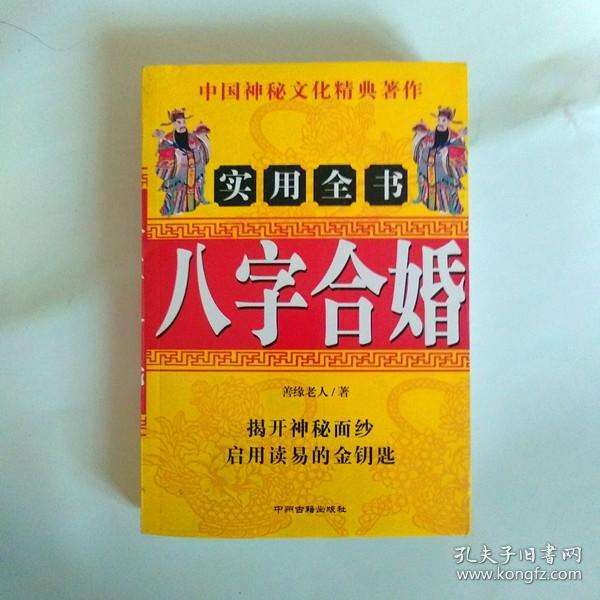 中国神秘文化精典著作
实用全书
八字合婚
善缘老人/著
揭开神秘面纱
启用读易的金钥匙
中州古籍出版社
孔夫子旧书网
www.kongfz.com